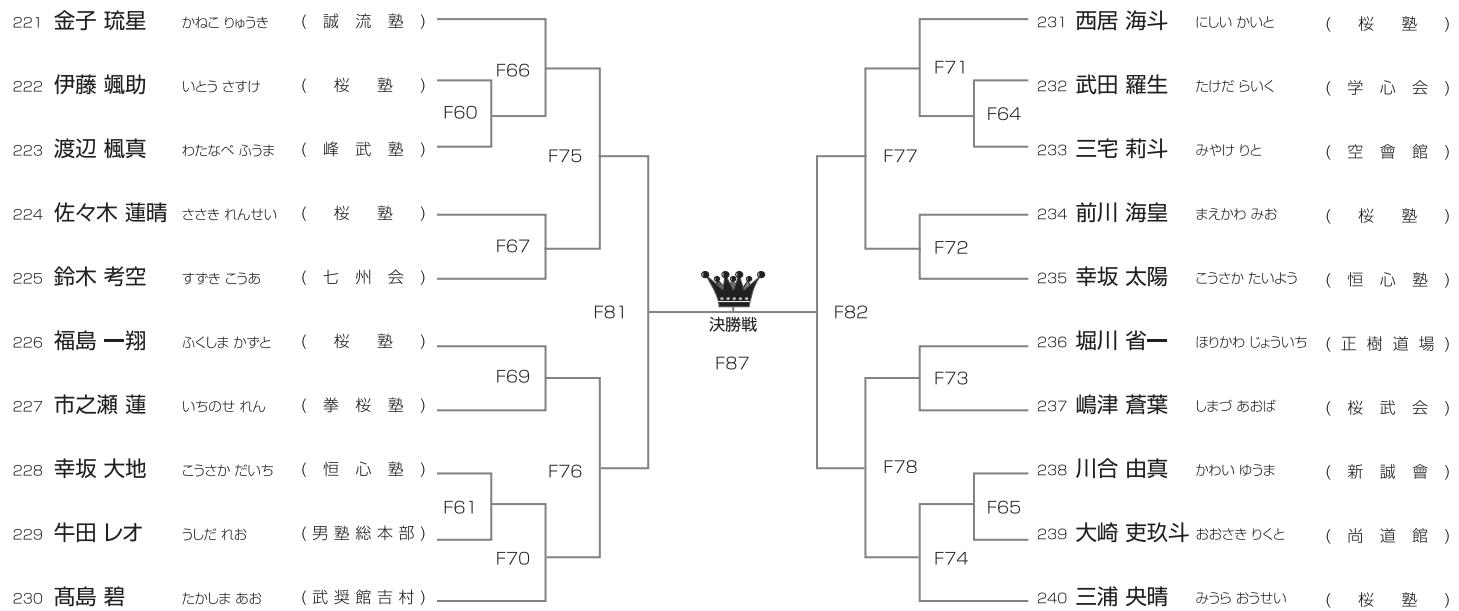 221 金子 琉星 かねこ りゅうき ( 誠 流 塾 )
222 伊藤 颯助 いとう さすけ ( 桜 塾 )
223 渡辺 楓真 わたなべ ふうま ( 峰 武 塾 )
224 佐々木 蓮晴 ささき れんせい ( 桜 塾 )
225 鈴木 考空 すずき こうあ ( 七 州 会 )
226 福島 一翔 ふくしま かずと ( 桜 塾 )
227 市之瀬 蓮 いちのせ れん ( 拳 桜 塾 )
228 幸坂 大地 こうさか だいち ( 恒 心 塾 )
229 牛田 レオ うしだ れお ( 男 塾 総 本 部 )
230 髙島 碧 たかしま あお ( 武 奨 館 吉 村 )
F66
F60
F75
F67
F81
F69
F76
F61
F70
決勝戦
F87
F71
F64
F77
F72
F82
F73
F78
F65
F74
231 西居 海斗 にしい かいと ( 桜 塾 )
232 武田 羅生 たけだ らいく ( 学 心 会 )
233 三宅 莉斗 みやけ りと ( 空 會 館 )
234 前川 海皇 まえかわ みお ( 桜 塾 )
235 幸坂 太陽 こうさか たいよう ( 恒 心 塾 )
236 堀川 省一 ほりかわ じょういち ( 正 樹 道 場 )
237 嶋津 蒼葉 しまづ あおば ( 桜 武 会 )
238 川合 由真 かわい ゆうま ( 新 誠 會 )
239 大崎 吏玖斗 おおさき りくと ( 尚 道 館 )
240 三浦 央晴 みうら おうせい ( 桜 塾 )